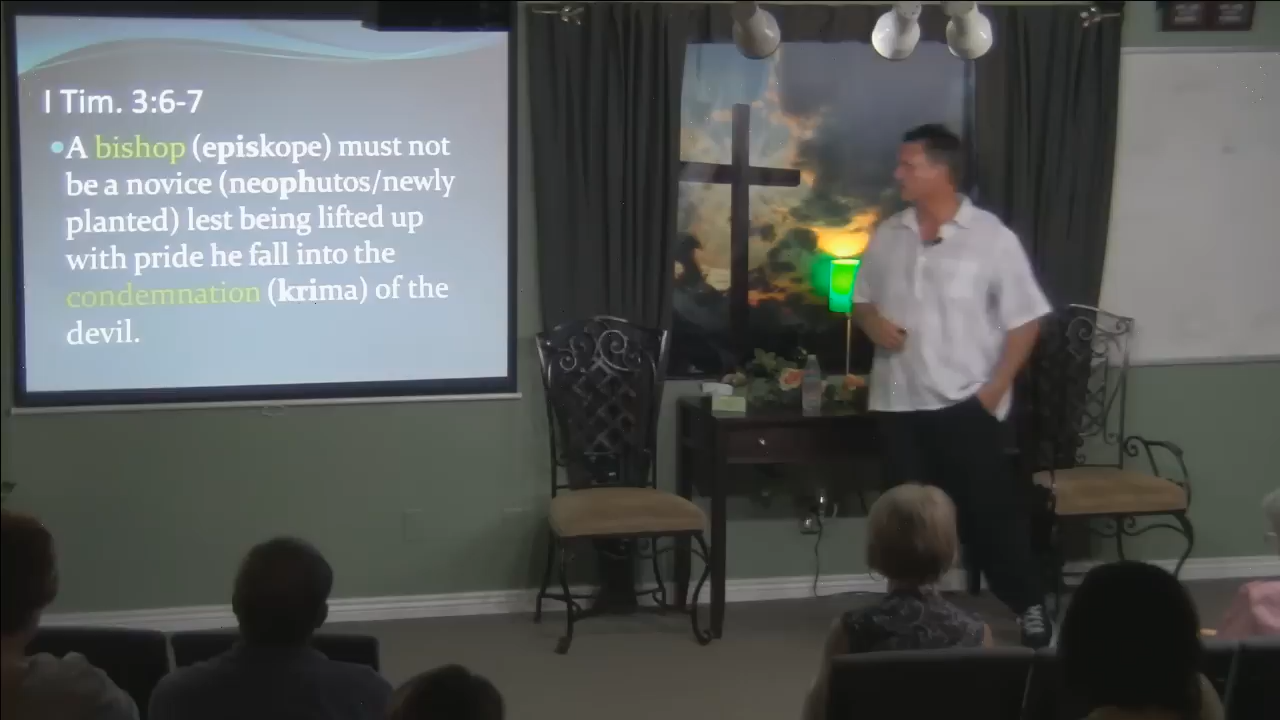 I Tim. 3:6-7
•A bishop (episkope) must not
be a novice (neophutos/newly
planted) lest being lifted up
with pride he fall into the
condemnation (krima) of the
devil.